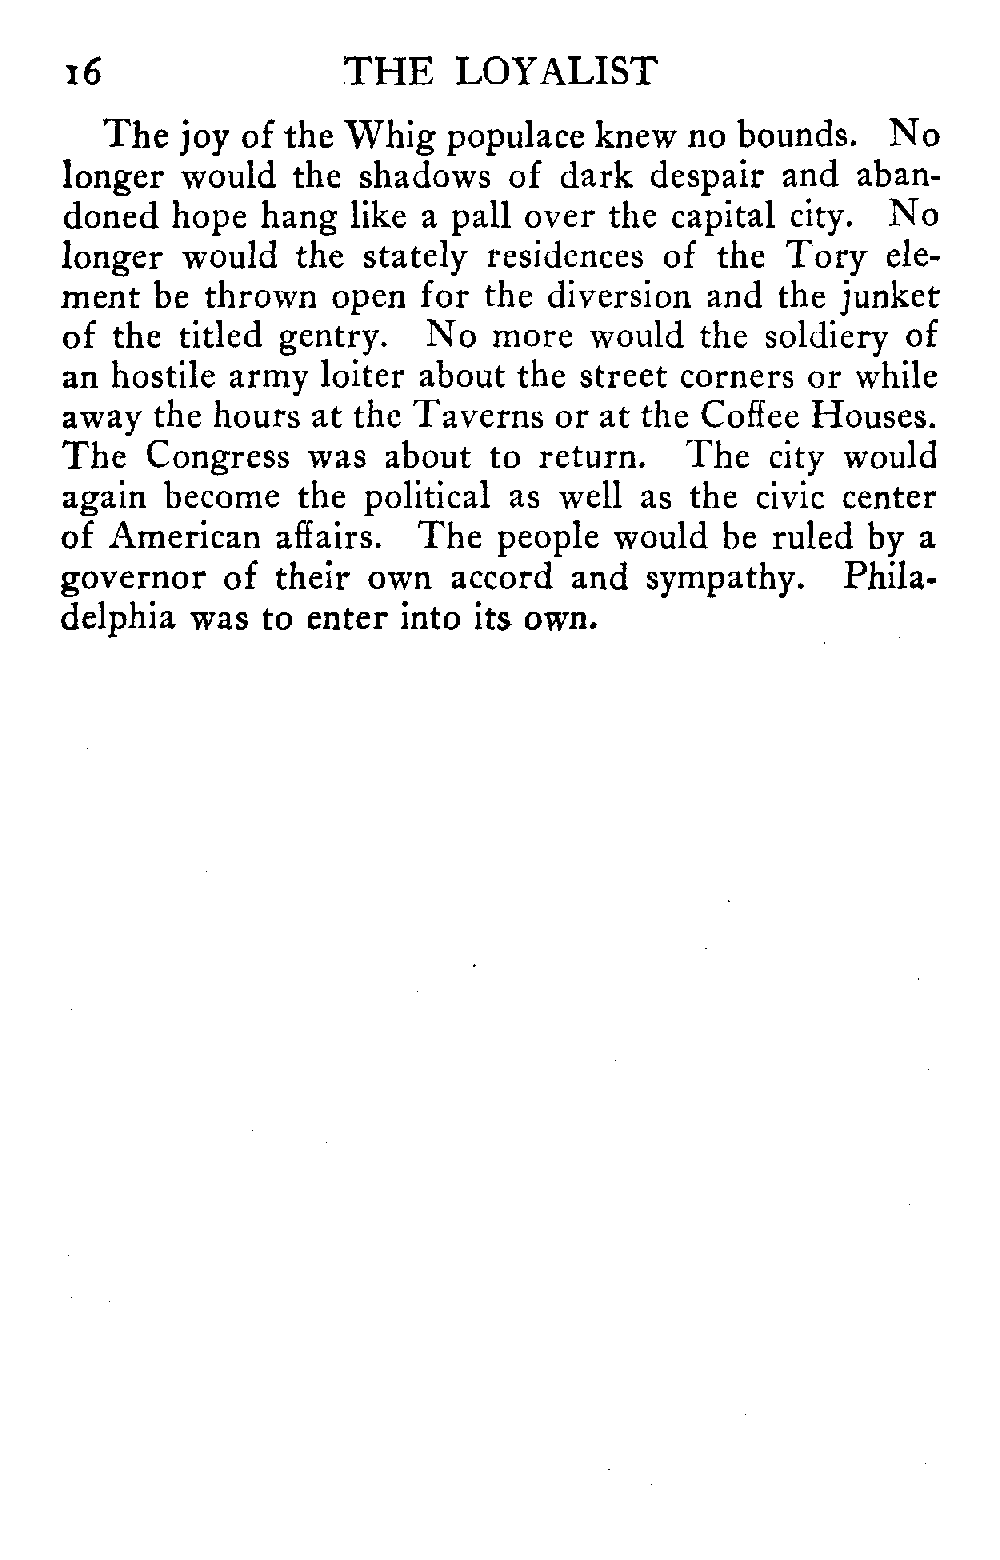 16 THE LOYALIST
The joy of the Whig populace knew no bounds. No
longer would the shadows of dark despair and aban-
doned hope hang like a pall over the capital city. No
longer would the stately residences of the Tory ele-
ment be thrown open for the diversion and the junket
of the titled gentry. No more would the soldiery of
an hostile army loiter about the street corners or while
away the hours at the Taverns or at the Coffee Houses.
The Congress was about to return. The city would
again become the political as well as the civic center
of American affairs. The people would be ruled by a
governor of their own accord and sympathy. Phila-
delphia was to enter into its own.